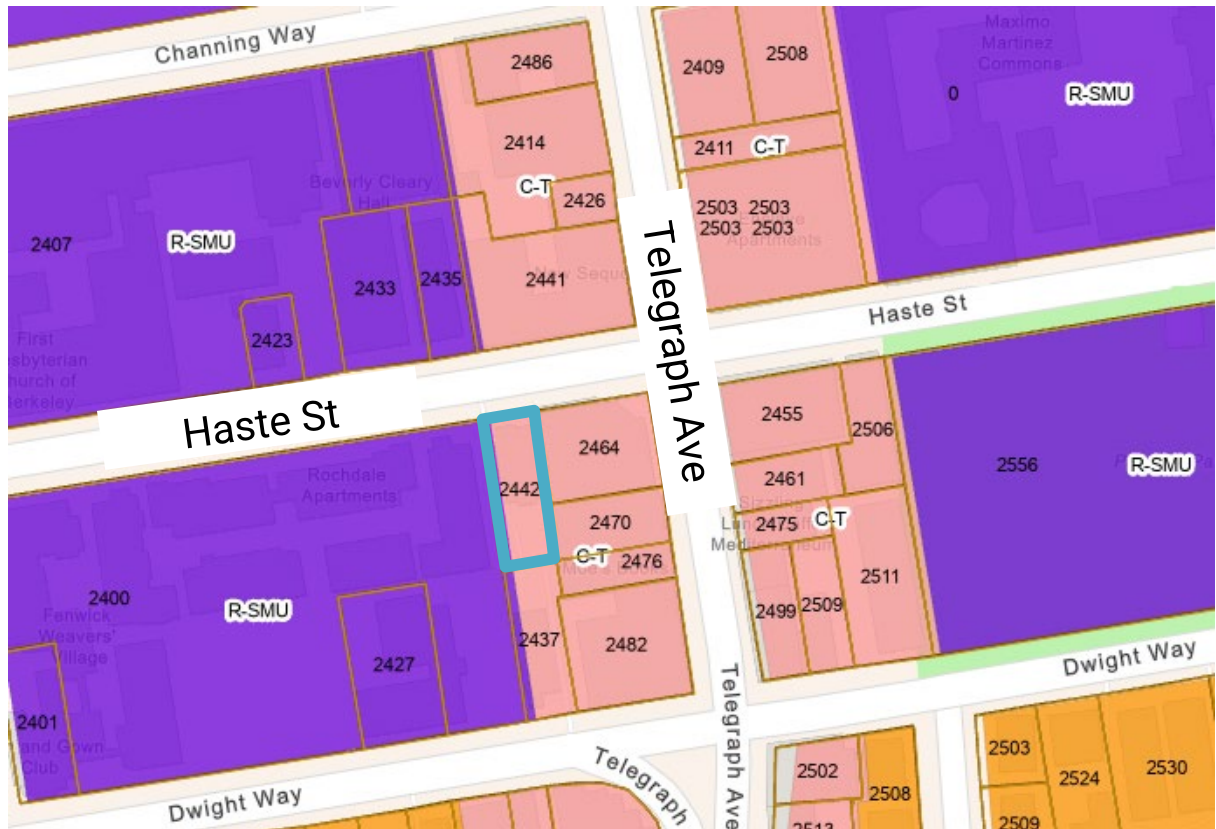 Channing Way
2486
2409
2508
Maximo
Martinez
Commons
0
R-SMU
2414
2411
C-T
Beverly Cleary
Hall
C-T
2426
2503 2503
2503 2503
Apartments
2407
R-SMU
2433
2435
2441
Telegraph Ave
Haste St
First
esbyterian
hurch of
Berkeley
2423
Haste St
2455
2506
2464
2442
2461
2556
R-SMU
Rochdale
Apartments
2470
2475
C-T
C-T
2476
2511
2400
R-SMU
Fenwick
Weavers'
Village
2499
2509
2437
2482
2427
Dwight Way
2401
and Gown
Club
Telegraph Ave
Telegraph
Dwight Way
2502
2508
2503
2524
2530
2513
2509